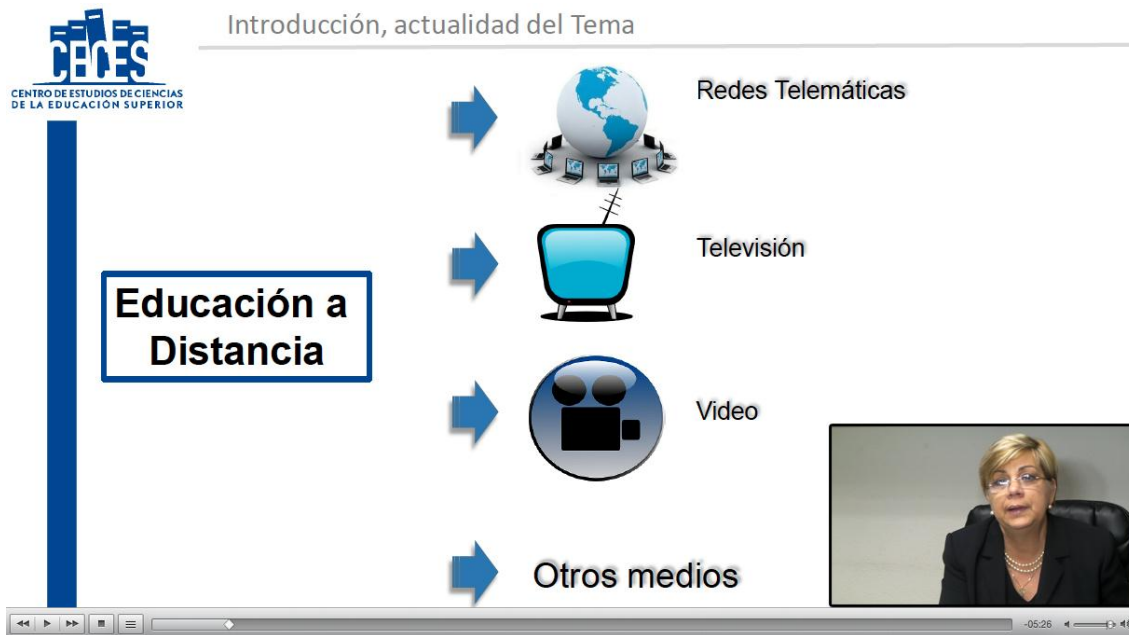 Introducción, actualidad del Tema
CECES
CENTRO DE ESTUDIOS DE CIENCIAS
DE LA EDUCACIÓN SUPERIOR
Redes Telemáticas
Televisión
Educación a
Distancia
Video
Otros medios
-05:26